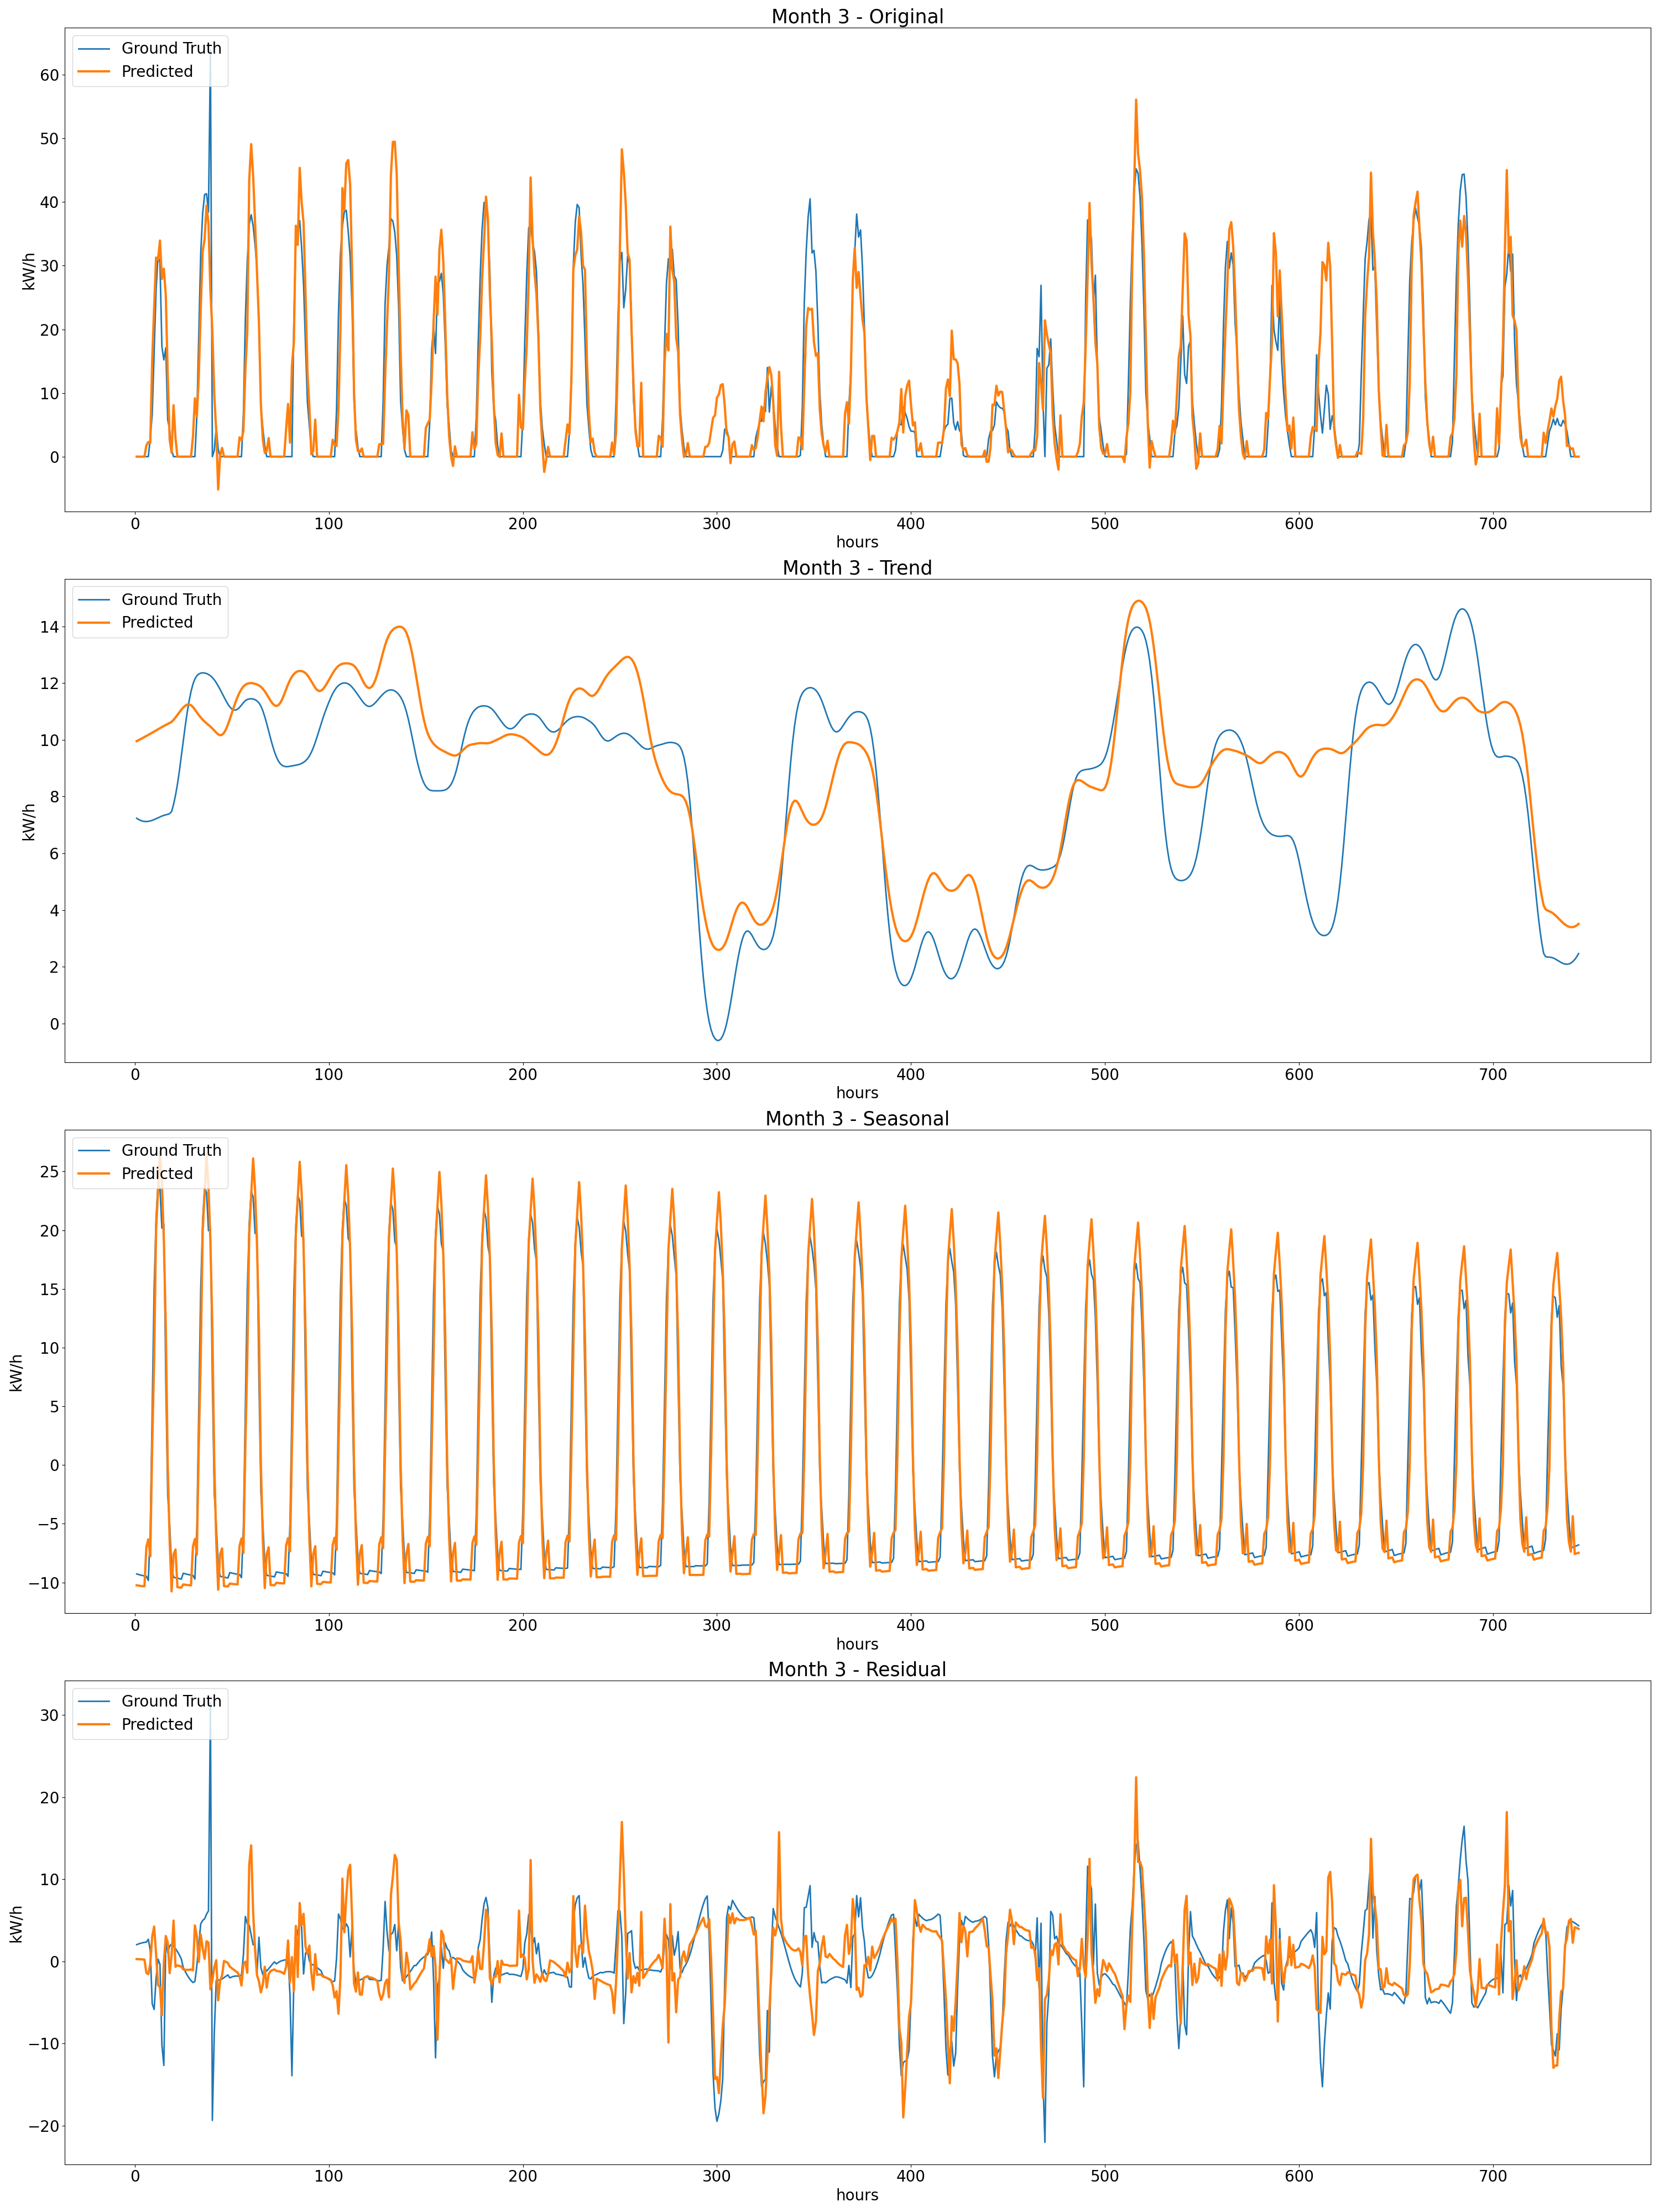 Month 3 - Original
Ground Truth
Predicted
60
50
40
30
20
10
0
kW/h
0 100 200 300 400 500 600 700
hours
Month 3 - Trend
Ground Truth
Predicted
14
12
10
8
6
4
2
0
kW/h
0 100 200 300 400 500 600 700
hours
Month 3 - Seasonal
Ground Truth
Predicted
25
20
15
10
5
0
−5
−10
kW/h
0 100 200 300 400 500 600 700
hours
Month 3 - Residual
Ground Truth
Predicted
30
20
10
0
−10
−20
kW/h
0 100 200 300 400 500 600 700
hours